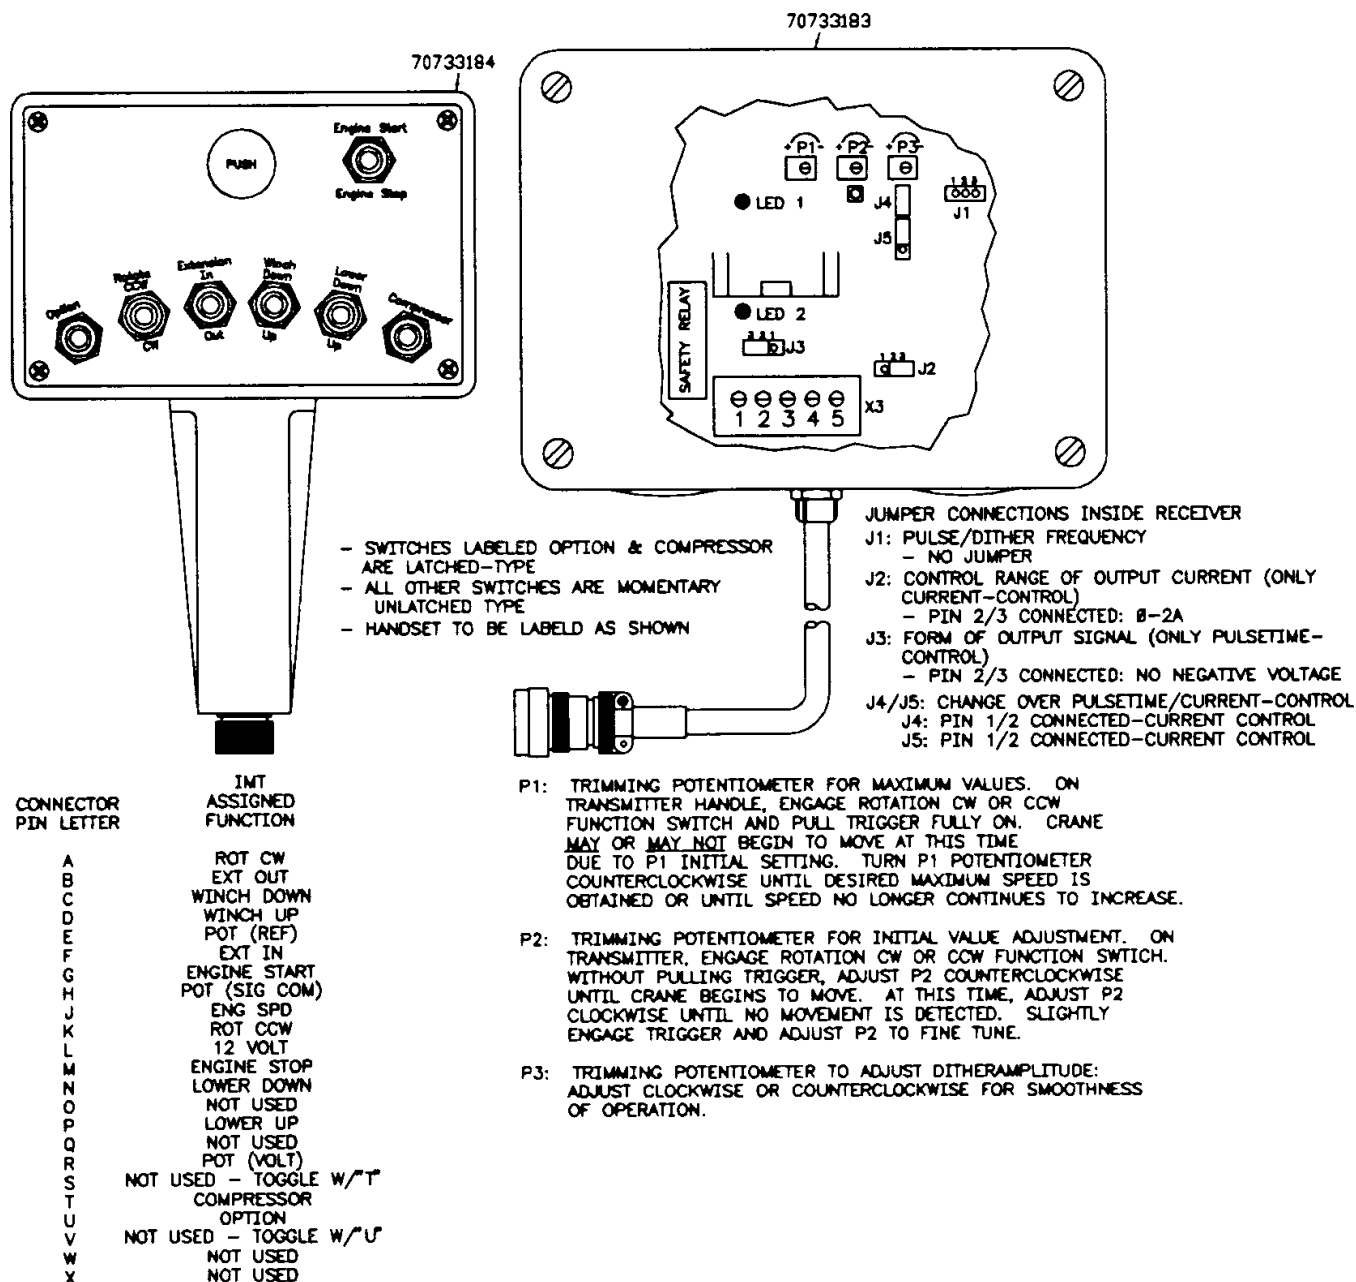 70733183
70733184
PUSH
Engine Start
Engine Stop
Option
Rotate
CCW
CW
Extension
In
Out
Winch
Down
Up
Lower
Down
Up
Compressor
+P1-
+P2-
+P3-
LED 1
J4
J5
1 2 3
J1
SAFETY RELAY
LED 2
3 2 1
J3
1 2 3
J2
1 2 3 4 5
X3
- SWITCHES LABELED OPTION & COMPRESSOR
ARE LATCHED-TYPE
- ALL OTHER SWITCHES ARE MOMENTARY
UNLATCHED TYPE
- HANDSET TO BE LABELD AS SHOWN
JUMPER CONNECTIONS INSIDE RECEIVER
J1: PULSE/DITHER FREQUENCY
- NO JUMPER
J2: CONTROL RANGE OF OUTPUT CURRENT (ONLY
CURRENT-CONTROL)
- PIN 2/3 CONNECTED: 0-2A
J3: FORM OF OUTPUT SIGNAL (ONLY PULSETIME-
CONTROL)
- PIN 2/3 CONNECTED: NO NEGATIVE VOLTAGE
J4/J5: CHANGE OVER PULSETIME/CURRENT-CONTROL
J4: PIN 1/2 CONNECTED-CURRENT CONTROL
J5: PIN 1/2 CONNECTED-CURRENT CONTROL
CONNECTOR
PIN LETTER
IMT
ASSIGNED
FUNCTION
A ROT CW
B EXT OUT
C WINCH DOWN
D WINCH UP
E POT (REF)
F EXT IN
G ENGINE START
H POT (SIG COM)
J ENG SPD
K ROT CCW
L 12 VOLT
M ENGINE STOP
N LOWER DOWN
O NOT USED
P LOWER UP
Q NOT USED
R POT (VOLT)
S NOT USED - TOGGLE W/"T"
T COMPRESSOR
U OPTION
V NOT USED - TOGGLE W/"U"
W NOT USED
X NOT USED
P1: TRIMMING POTENTIOMETER FOR MAXIMUM VALUES. ON
TRANSMITTER HANDLE, ENGAGE ROTATION CW OR CCW
FUNCTION SWITCH AND PULL TRIGGER FULLY ON. CRANE
MAY OR MAY NOT BEGIN TO MOVE AT THIS TIME
DUE TO P1 INITIAL SETTING. TURN P1 POTENTIOMETER
COUNTERCLOCKWISE UNTIL DESIRED MAXIMUM SPEED IS
OBTAINED OR UNTIL SPEED NO LONGER CONTINUES TO INCREASE.
P2: TRIMMING POTENTIOMETER FOR INITIAL VALUE ADJUSTMENT. ON
TRANSMITTER, ENGAGE ROTATION CW OR CCW FUNCTION SWTICH.
WITHOUT PULLING TRIGGER, ADJUST P2 COUNTERCLOCKWISE
UNTIL CRANE BEGINS TO MOVE. AT THIS TIME, ADJUST P2
CLOCKWISE UNTIL NO MOVEMENT IS DETECTED. SLIGHTLY
ENGAGE TRIGGER AND ADJUST P2 TO FINE TUNE.
P3: TRIMMING POTENTIOMETER TO ADJUST DITHERAMPLITUDE:
ADJUST CLOCKWISE OR COUNTERCLOCKWISE FOR SMOOTHNESS
OF OPERATION.